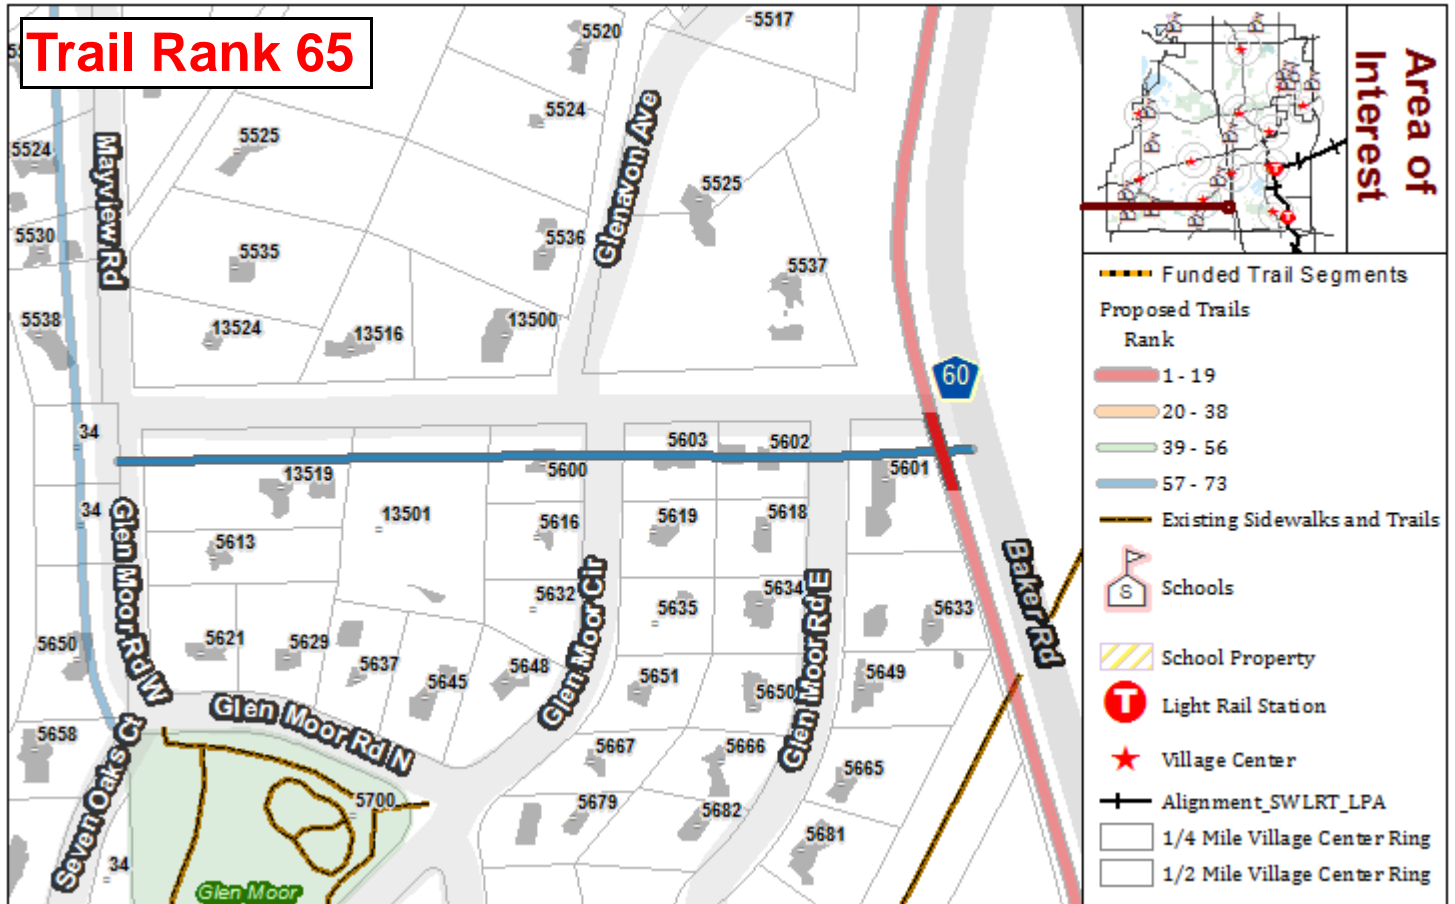 Trail Rank 65
5517
5520
5524
5525
5524
5525
5530
5535
5536
5537
5538
13524
13516
13500
Mayview Rd
Glenavon Ave
60
34
5603
5602
5600
5601
13519
34
13501
5616
5619
5618
5613
5632
5634
5635
5633
5621
5629
5637
5645
5648
5650
5651
5650
5649
Glen Moor Rd W
Glen Moor Cir
Glen Moor Rd E
Baker Rd
Glen Moor Rd N
Seven Oaks Ct
5658
5667
5666
5665
5700
5679
5682
5681
34
Glen Moor
Area of
Interest
Funded Trail Segments
Proposed Trails
Rank
1 - 19
20 - 38
39 - 56
57 - 73
Existing Sidewalks and Trails
S
Schools
School Property
T
Light Rail Station
Village Center
Alignment_SWLRT_LPA
1/4 Mile Village Center Ring
1/2 Mile Village Center Ring